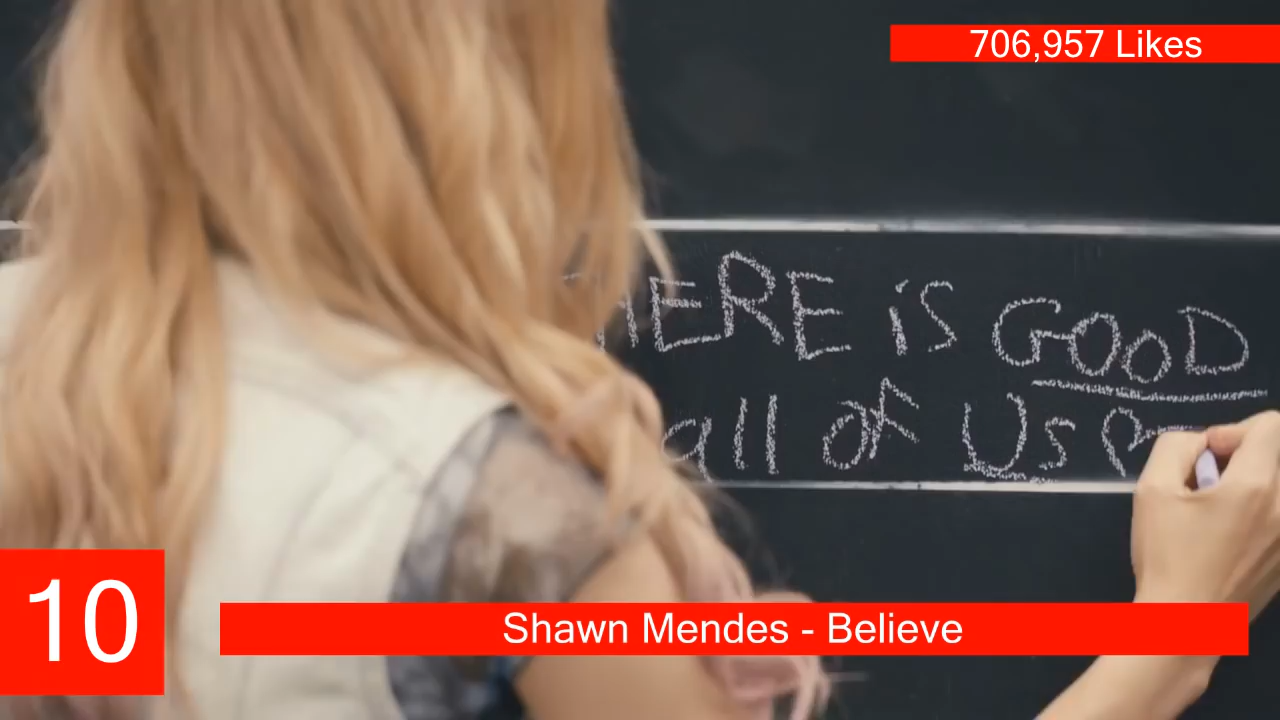 706,957 Likes
HERE is GOOD
all of Us
10
Shawn Mendes - Believe